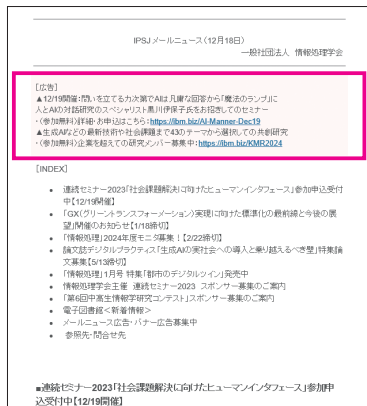 IPSJメールニュース(12月18日)
一般社団法人 情報処理学会
[広告]
▲12/19開催:問いを立てる力次第でAIは凡庸な回答から「魔法のランプ」に
人とAIの対話研究のスペシャリスト黒川伊保子氏をお招きしてのセミナー
・(参加無料)詳細・お申込はこちら:https://ibm.biz/AI-Manner-Dec19
▲生成AIなどの最新技術や社会課題まで43のテーマから選択しての共創研究
・(参加無料)企業を超えての研究メンバー募集中:https://ibm.biz/KMR2024
[INDEX]
• 連続セミナー2023「社会課題解決に向けたヒューマンインタフェース」参加申込受付
中【12/19開催】
• 「GX(グリーントランスフォーメーション)実現に向けた標準化の最前線と今後の展
望」開催のお知らせ【1/18締切】
• 「情報処理」2024年度モニタ募集!【2/22締切】
• 論文誌デジタルプラクティス「生成AIの実社会への導入と乗り越えるべき壁」特集論
文募集【5/13締切】
• 「情報処理」1月号 特集「都市のデジタルツイン」発売中
• 情報処理学会主催 連続セミナー2023 スポンサー募集のご案内
• 「第6回中高生情報学研究コンテスト」スポンサー募集のご案内
• 電子図書館<新着情報>
• メールニュース広告・バナー広告募集中
• 参照先・問合せ先
■連続セミナー2023「社会課題解決に向けたヒューマンインタフェース」参加申
込受付中【12/19開催】